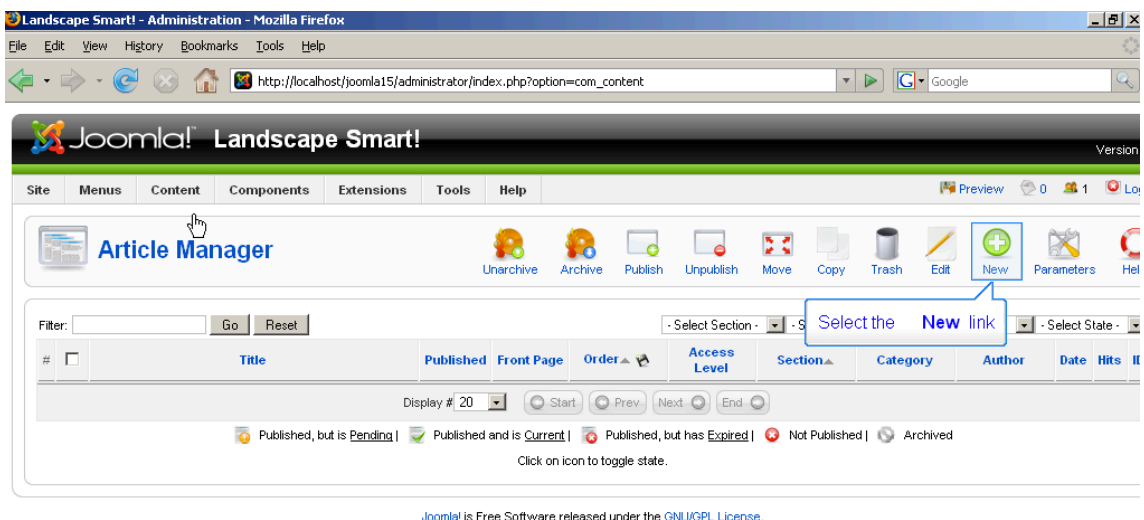 Landscape Smart! - Administration - Mozilla Firefox
File Edit View History Bookmarks Tools Help
http://localhost/joomla15/administrator/index.php?option=com_content
Google
Joomla! Landscape Smart!
Version
Site Menus Content Components Extensions Tools Help Preview 0 1
Article Manager
Unarchive Archive Publish Unpublish Move Copy Trash Edit New Parameters
Select the New link
Filter: Go Reset - Select Section - - Select State -
# Title Published Front Page Order Access Level Section Category Author Date Hits
Display # 20 Start Prev Next End
Published, but is Pending | Published and is Current | Published, but has Expired | Not Published | Archived
Click on icon to toggle state.
Joomla! is Free Software released under the GNU/GPL License.